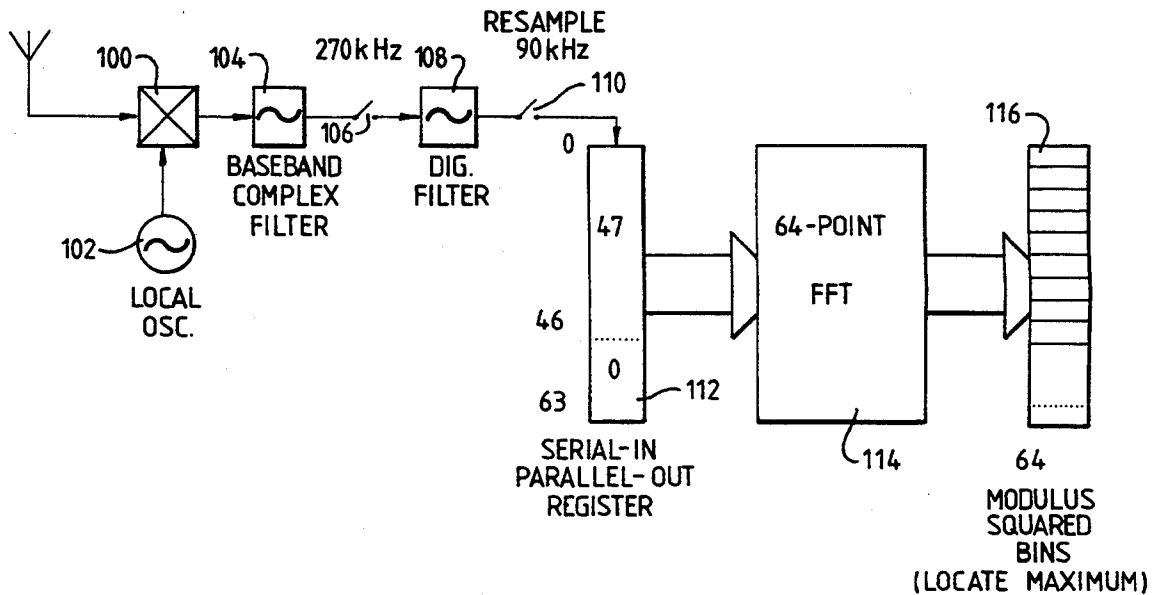 RESAMPLE
90kHz
270kHz
100
104
108
110
106
BASEBAND
COMPLEX
FILTER
DIG.
FILTER
102
LOCAL
OSC.
0
47
46
0
63
112
SERIAL-IN
PARALLEL-OUT
REGISTER
64-POINT
FFT
114
116
64
MODULUS
SQUARED
BINS
(LOCATE MAXIMUM)